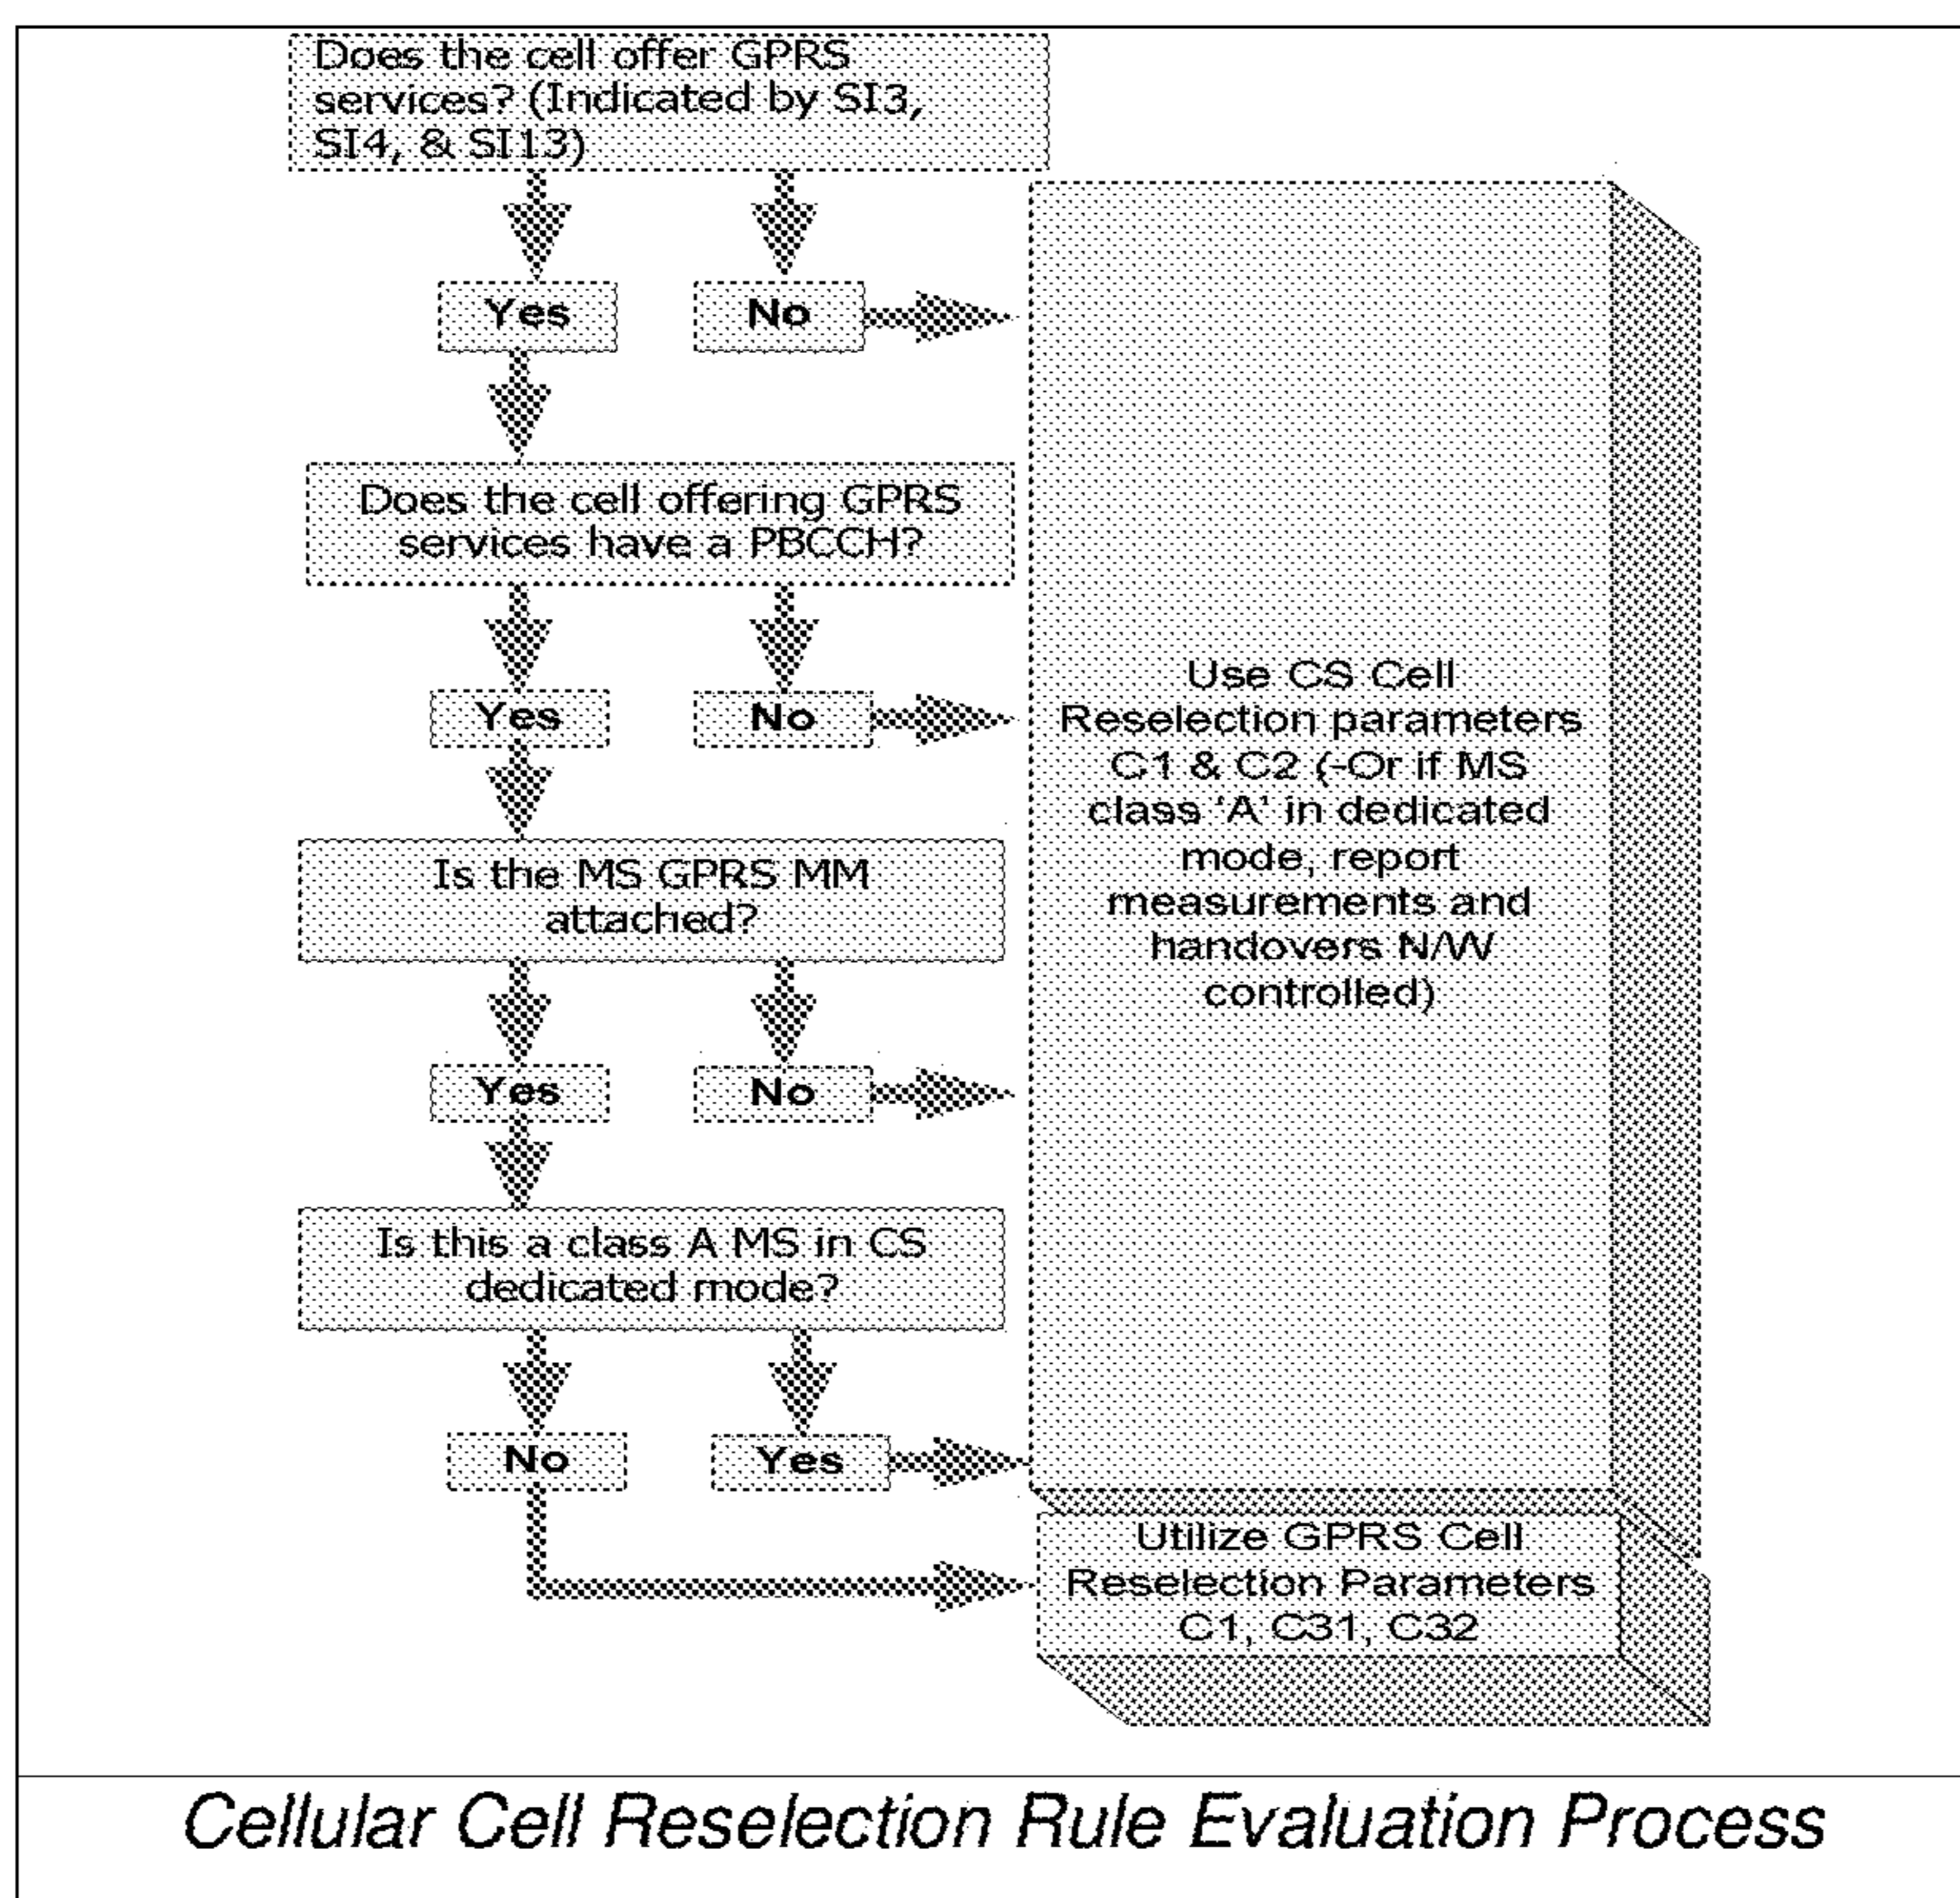 Does the cell offer GPRS
services? (Indicated by SI3,
SI4, & SI13)
Yes
No
Does the cell offering GPRS
services have a PBCCH?
Yes
No
Is the MS GPRS MM
attached?
Yes
No
Is this a class A MS in CS
dedicated mode?
No
Yes
Use CS Cell
Reselection parameters
C1 & C2 (-Or if MS
class 'A' in dedicated
mode, report
measurements and
handovers N/W
controlled)
Utilize GPRS Cell
Reselection Parameters
C1, C31, C32
Cellular Cell Reselection Rule Evaluation Process